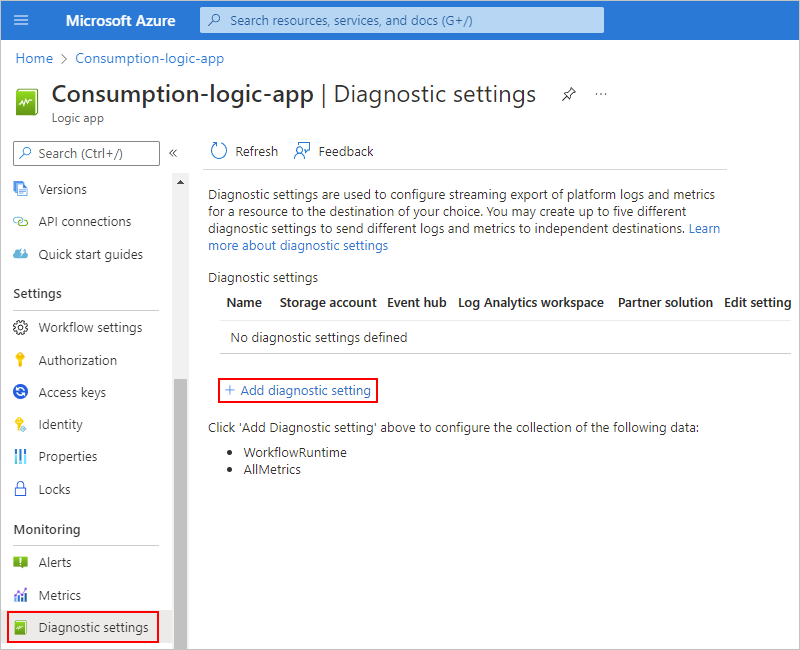 Microsoft Azure
Search resources, services, and docs (G+/)
Home > Consumption-logic-app
Consumption-logic-app | Diagnostic settings
...
Logic app
Search (Ctrl+/)
«
Versions
API connections
Quick start guides
Settings
Workflow settings
Authorization
Access keys
Identity
Properties
Locks
Monitoring
Alerts
Metrics
Diagnostic settings
Refresh
Feedback
Diagnostic settings are used to configure streaming export of platform logs and metrics
for a resource to the destination of your choice. You may create up to five different
diagnostic settings to send different logs and metrics to independent destinations. Learn
more about diagnostic settings
Diagnostic settings
Name Storage account Event hub Log Analytics workspace Partner solution Edit setting
No diagnostic settings defined
+ Add diagnostic setting
Click 'Add Diagnostic setting' above to configure the collection of the following data:
• WorkflowRuntime
• AllMetrics